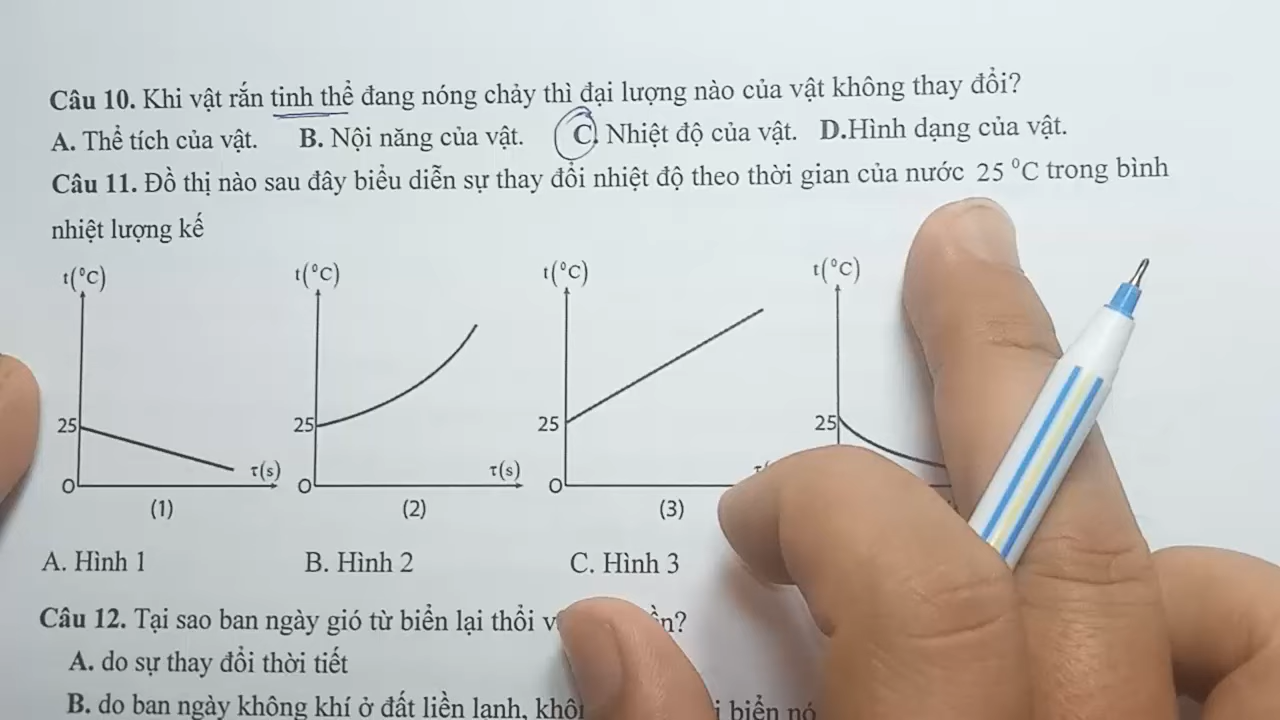 Câu 10. Khi vật rắn tinh thể đang nóng chảy thì đại lượng nào của vật không thay đổi?
A. Thể tích của vật. B. Nội năng của vật. C. Nhiệt độ của vật. D.Hình dạng của vật.
Câu 11. Đồ thị nào sau đây biểu diễn sự thay đổi nhiệt độ theo thời gian của nước 25 ⁰C trong bình
nhiệt lượng kế
t(⁰C) t(⁰C) t(⁰C) t(⁰C)
25 25 25 25
O τ(s) O τ(s) O
(1) (2) (3)
A. Hình 1 B. Hình 2 C. Hình 3
Câu 12. Tại sao ban ngày gió từ biển lại thổi
A. do sự thay đổi thời tiết
B. do ban ngày không khí ở đất liền lạnh, biển